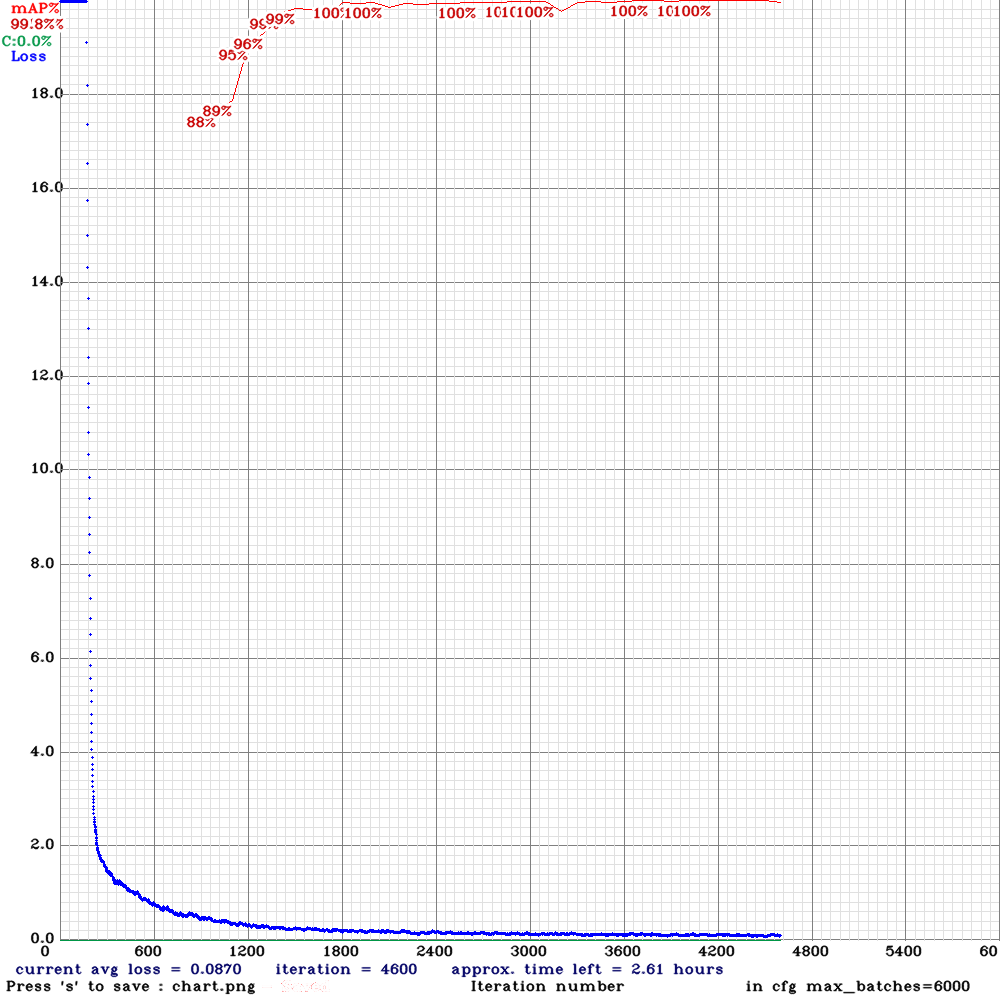 mAP%
99.8%
C:0.0%
Loss
99% 99%
100% 100% 100% 100% 100% 100%
96%
95%
89%
88%
18.0
16.0
14.0
12.0
10.0
8.0
6.0
4.0
2.0
0.0
0 600 1200 1800 2400 3000 3600 4200 4800 5400 60
current avg loss = 0.0870 iteration = 4600 approx. time left = 2.61 hours
Press 's' to save : chart.png Iteration number in cfg max_batches=6000